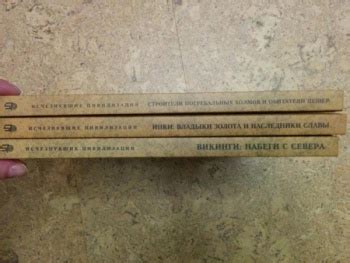 ИСЧЕЗНУВШИЕ ЦИВИЛИЗАЦИИ СТРОИТЕЛИ ПОГРЕБАЛЬНЫХ ХОЛМОВ И ОБИТАТЕЛИ ПЕЩЕР
ИСЧЕЗНУВШИЕ ЦИВИЛИЗАЦИИ ИНКИ: ВЛАДЫКИ ЗОЛОТА И НАСЛЕДНИКИ СЛАВЫ
ИСЧЕЗНУВШИЕ ЦИВИЛИЗАЦИИ ВИКИНГИ: НАБЕГИ С СЕВЕРА